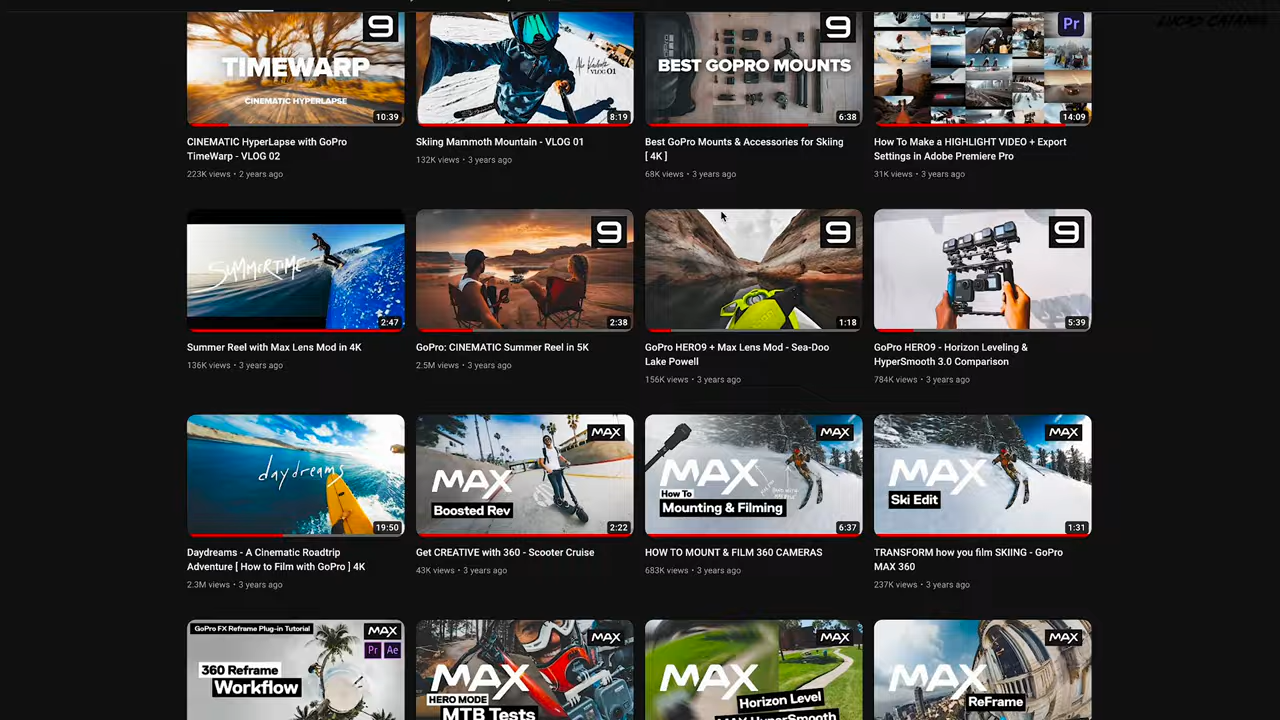 9
Pr
TIMEWARP
CINEMATIC HYPERLAPSE
10:39
VLOG 01
8:19
9
BEST GOPRO MOUNTS
6:38
14:09
CINEMATIC HyperLapse with GoPro
TimeWarp - VLOG 02
223K views • 2 years ago
Skiing Mammoth Mountain - VLOG 01
132K views • 3 years ago
Best GoPro Mounts & Accessories for Skiing
[ 4K ]
68K views • 3 years ago
How To Make a HIGHLIGHT VIDEO + Export
Settings in Adobe Premiere Pro
31K views • 3 years ago
SUMMERTIME
2:47
9
2:38
9
1:18
9
5:39
Summer Reel with Max Lens Mod in 4K
136K views • 3 years ago
GoPro: CINEMATIC Summer Reel in 5K
2.5M views • 3 years ago
GoPro HERO9 + Max Lens Mod - Sea-Doo
Lake Powell
156K views • 3 years ago
GoPro HERO9 - Horizon Leveling &
HyperSmooth 3.0 Comparison
784K views • 3 years ago
daydreams
19:50
MAX
MAX
Boosted Rev
2:22
MAX
MAX
How To
Mounting & Filming
6:37
MAX
MAX
Ski Edit
1:31
Daydreams - A Cinematic Roadtrip
Adventure [ How to Film with GoPro ] 4K
2.3M views • 3 years ago
Get CREATIVE with 360 - Scooter Cruise
43K views • 3 years ago
HOW TO MOUNT & FILM 360 CAMERAS
683K views • 3 years ago
TRANSFORM how you film SKIING - GoPro
MAX 360
237K views • 3 years ago
GoPro FX Reframe Plug-in Tutorial
MAX
Pr
Ae
360 Reframe
Workflow
MAX
MAX
HERO MODE
MTB Tests
MAX
MAX
Horizon Level
MAX HyperSmooth
MAX
MAX
ReFrame